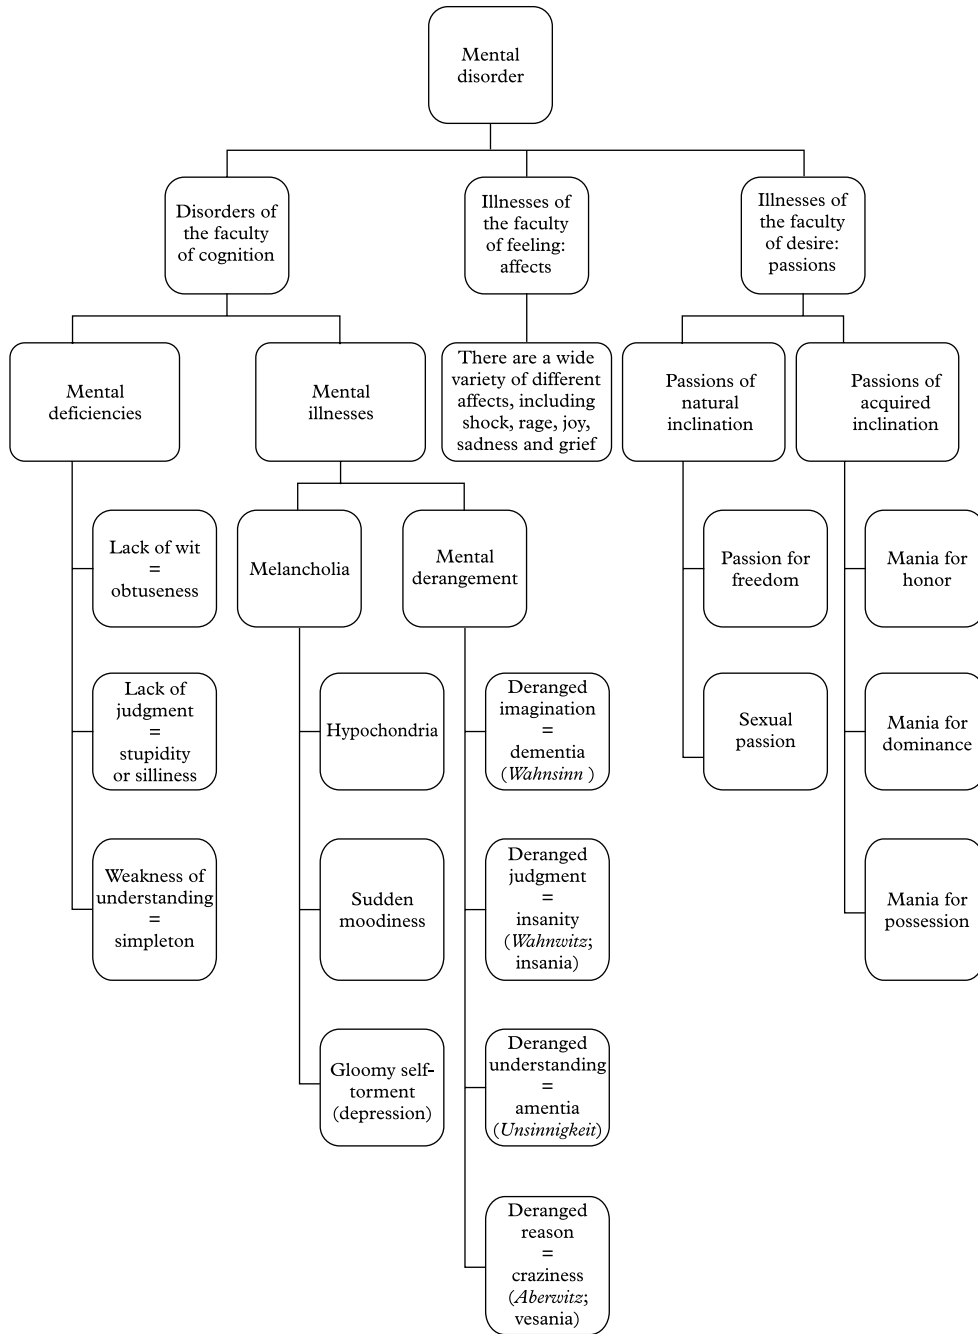 Mental
disorder
Disorders of
the faculty
of cognition
Illnesses of
the faculty
of feeling:
affects
Illnesses of
the faculty
of desire:
passions
Mental
deficiencies
Mental
illnesses
There are a wide
variety of different
affects, including
shock, rage, joy,
sadness and grief
Passions of
natural
inclination
Passions of
acquired
inclination
Lack of wit
=
obtuseness
Lack of
judgment
=
stupidity
or silliness
Weakness of
understanding
=
simpleton
Melancholia
Hypochondria
Sudden
moodiness
Gloomy self-
torment
(depression)
Mental
derangement
Deranged
imagination
=
dementia
(Wahnsinn )
Deranged
judgment
=
insanity
(Wahnwitz;
insania)
Deranged
understanding
=
amentia
(Unsinnigkeit)
Deranged
reason
=
craziness
(Aberwitz;
vesania)
Passion for
freedom
Sexual
passion
Mania for
honor
Mania for
dominance
Mania for
possession